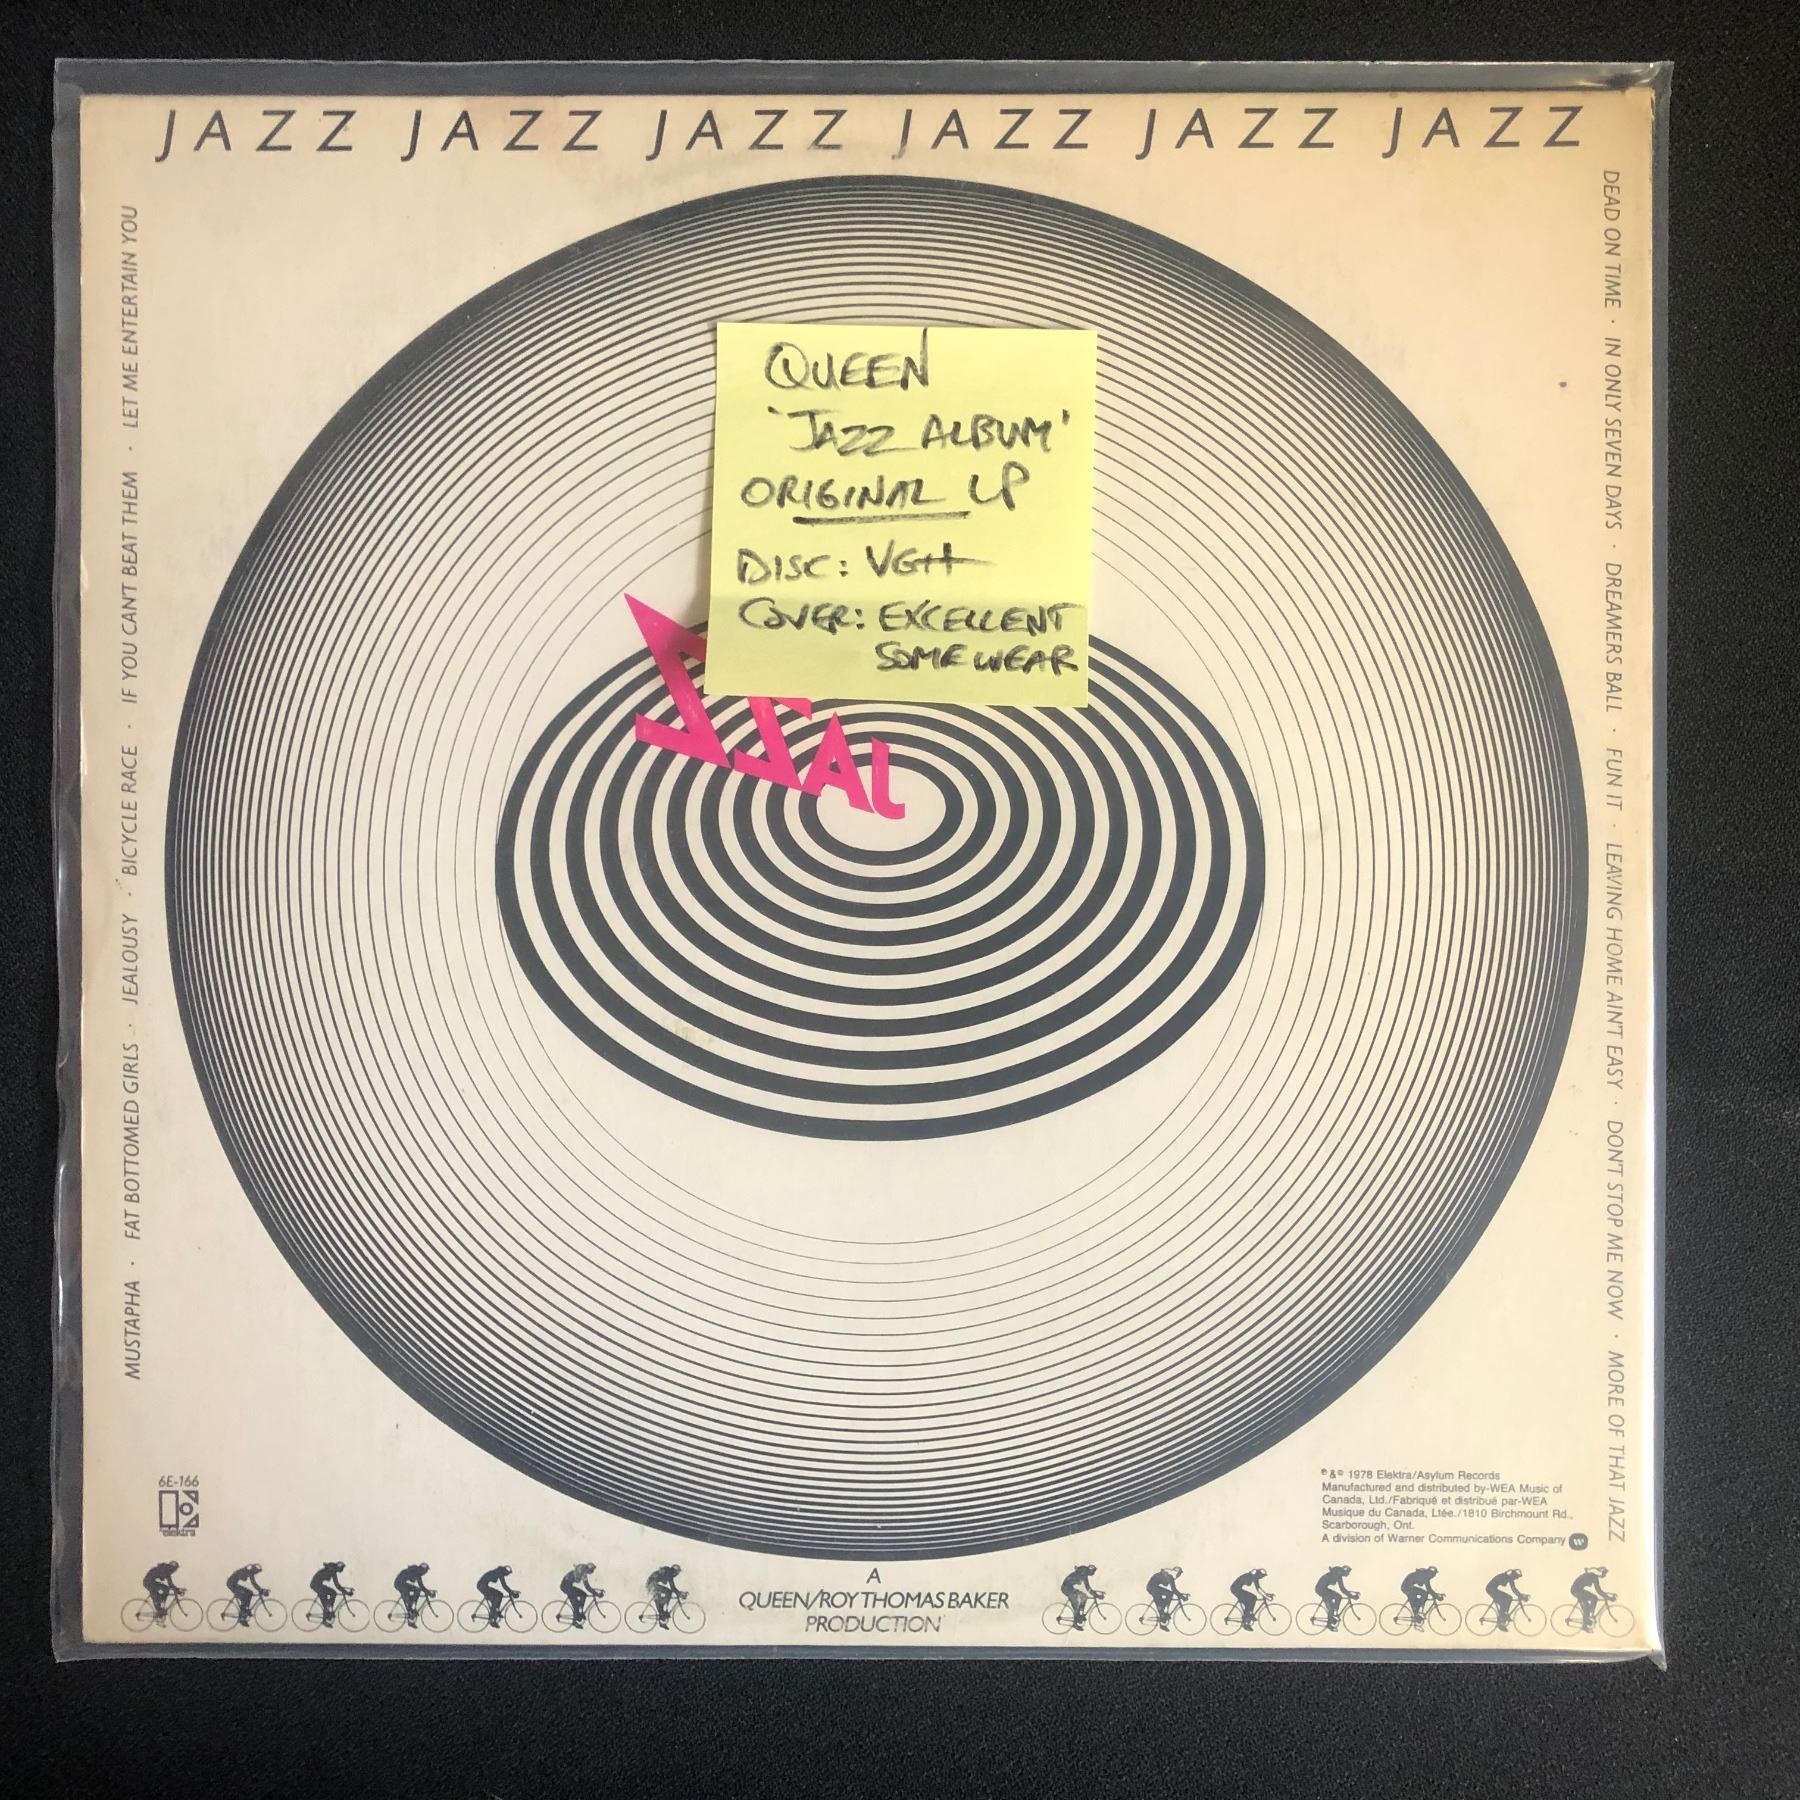 JAZZ JAZZ JAZZ JAZZ JAZZ JAZZ
MUSTAPHA · FAT BOTTOMED GIRLS · JEALOUSY · BICYCLE RACE · IF YOU CAN'T BEAT THEM · LET ME ENTERTAIN YOU
QUEEN
'JAZZ ALBUM'
ORIGINAL LP
DISC: VG++
COVER: EXCELLENT
SOME WEAR
JAZZ
DEAD ON TIME · IN ONLY SEVEN DAYS · DREAMERS BALL · FUN IT · LEAVING HOME AIN'T EASY · DON'T STOP ME NOW · MORE OF THAT JAZZ
6E-166
elektra
℗ & © 1978 Elektra/Asylum Records
Manufactured and distributed by-WEA Music of
Canada, Ltd./Fabriqué et distribué par-WEA
Musique du Canada, Ltée./1810 Birchmount Rd.,
Scarborough, Ont.
A division of Warner Communications Company
A
QUEEN/ROY THOMAS BAKER
PRODUCTION